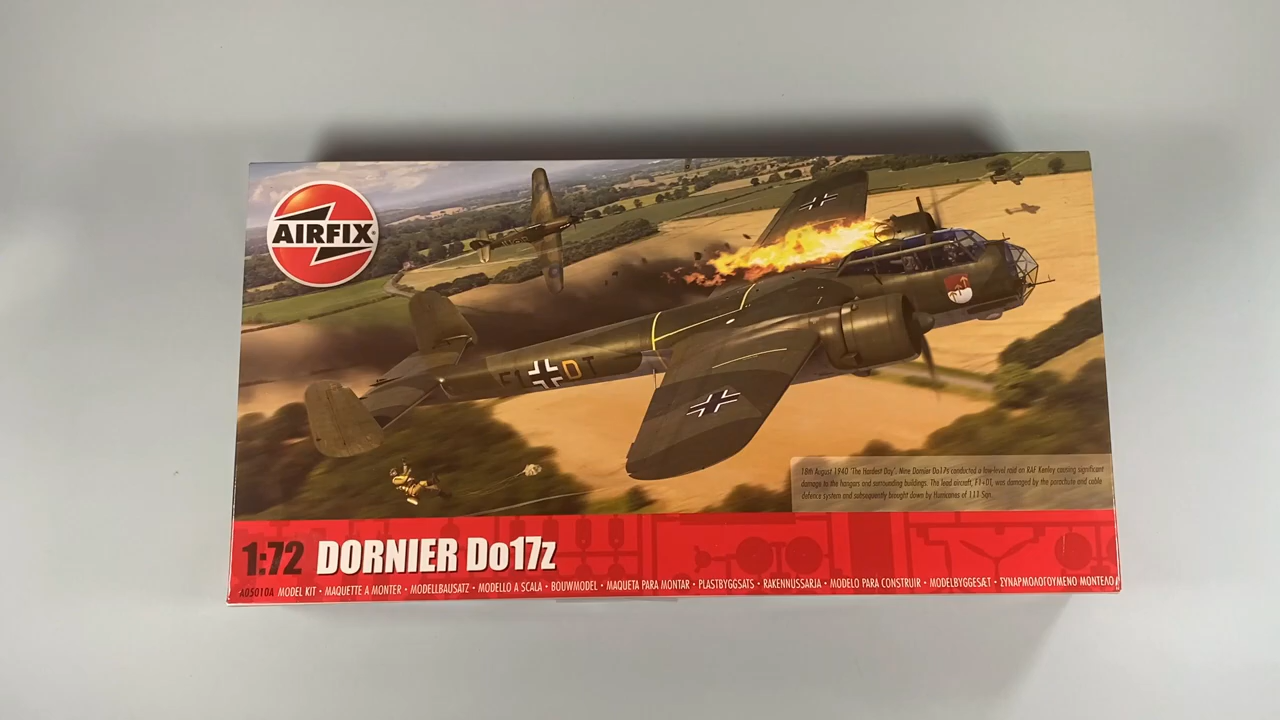 AIRFIX
F1 DT
18th August 1940 'The Hardest Day'. Nine Dornier Do17s conducted a low-level raid on RAF Kenley causing significant
damage to the hangars and surrounding buildings. The lead aircraft, F1+DT, was damaged by the parachute and cable
defence system and subsequently brought down by Hurricanes of 111 Sqn.
1:72 DORNIER Do17z
A05010A MODEL KIT • MAQUETTE A MONTER • MODELLBAUSATZ • MODELLO A SCALA • BOUWMODEL • MAQUETA PARA MONTAR • PLASTBYGGSATS • RAKENNUSSARJA • MODELO PARA CONSTRUIR • MODELBYGGESÆT • ΣΥΝΑΡΜΟΛΟΓΟΥΜΕΝΟ ΜΟΝΤΕΛΟ